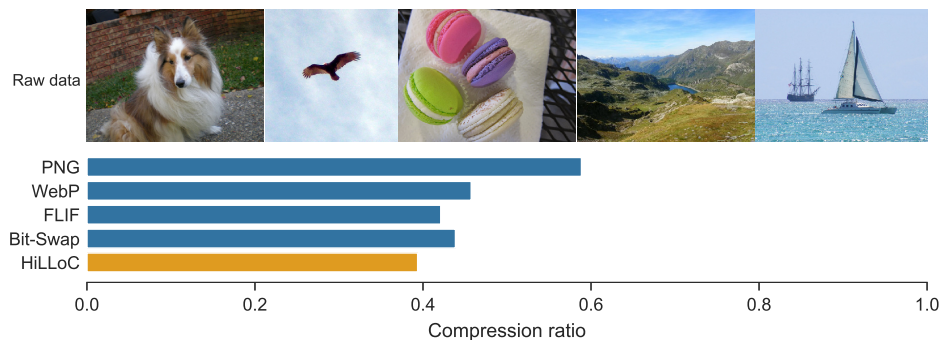 Raw data
PNG
WebP
FLIF
Bit-Swap
HiLLoC
0.0 0.2 0.4 0.6 0.8 1.0
Compression ratio